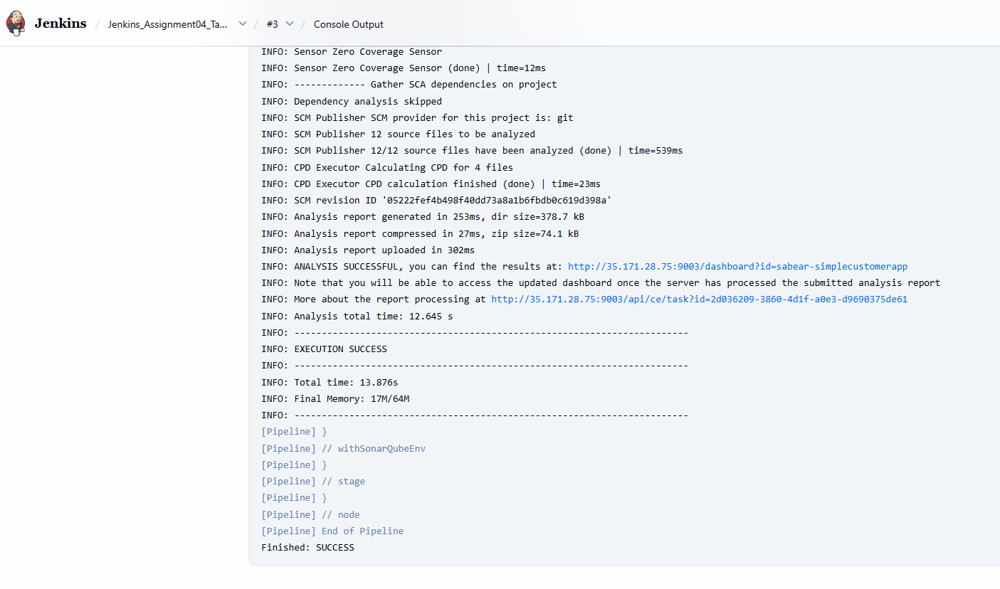 Jenkins / Jenkins_Assignment04_Ta... / #3 / Console Output
INFO: Sensor Zero Coverage Sensor
INFO: Sensor Zero Coverage Sensor (done) | time=12ms
INFO: ------------- Gather SCA dependencies on project
INFO: Dependency analysis skipped
INFO: SCM Publisher SCM provider for this project is: git
INFO: SCM Publisher 12 source files to be analyzed
INFO: SCM Publisher 12/12 source files have been analyzed (done) | time=539ms
INFO: CPD Executor Calculating CPD for 4 files
INFO: CPD Executor CPD calculation finished (done) | time=23ms
INFO: SCM revision ID '05222fef4b498f40dd73a8a1b6fbdb0c619d398a'
INFO: Analysis report generated in 253ms, dir size=378.7 kB
INFO: Analysis report compressed in 27ms, zip size=74.1 kB
INFO: Analysis report uploaded in 302ms
INFO: ANALYSIS SUCCESSFUL, you can find the results at: http://35.171.28.75:9003/dashboard?id=sabear-simplecustomerapp
INFO: Note that you will be able to access the updated dashboard once the server has processed the submitted analysis report
INFO: More about the report processing at http://35.171.28.75:9003/api/ce/task?id=2d036209-3860-4d1f-a0e3-d9690375de61
INFO: Analysis total time: 12.645 s
INFO: ------------------------------------------------------------------------
INFO: EXECUTION SUCCESS
INFO: ------------------------------------------------------------------------
INFO: Total time: 13.876s
INFO: Final Memory: 17M/64M
INFO: ------------------------------------------------------------------------
[Pipeline] }
[Pipeline] // withSonarQubeEnv
[Pipeline] }
[Pipeline] // stage
[Pipeline] }
[Pipeline] // node
[Pipeline] End of Pipeline
Finished: SUCCESS